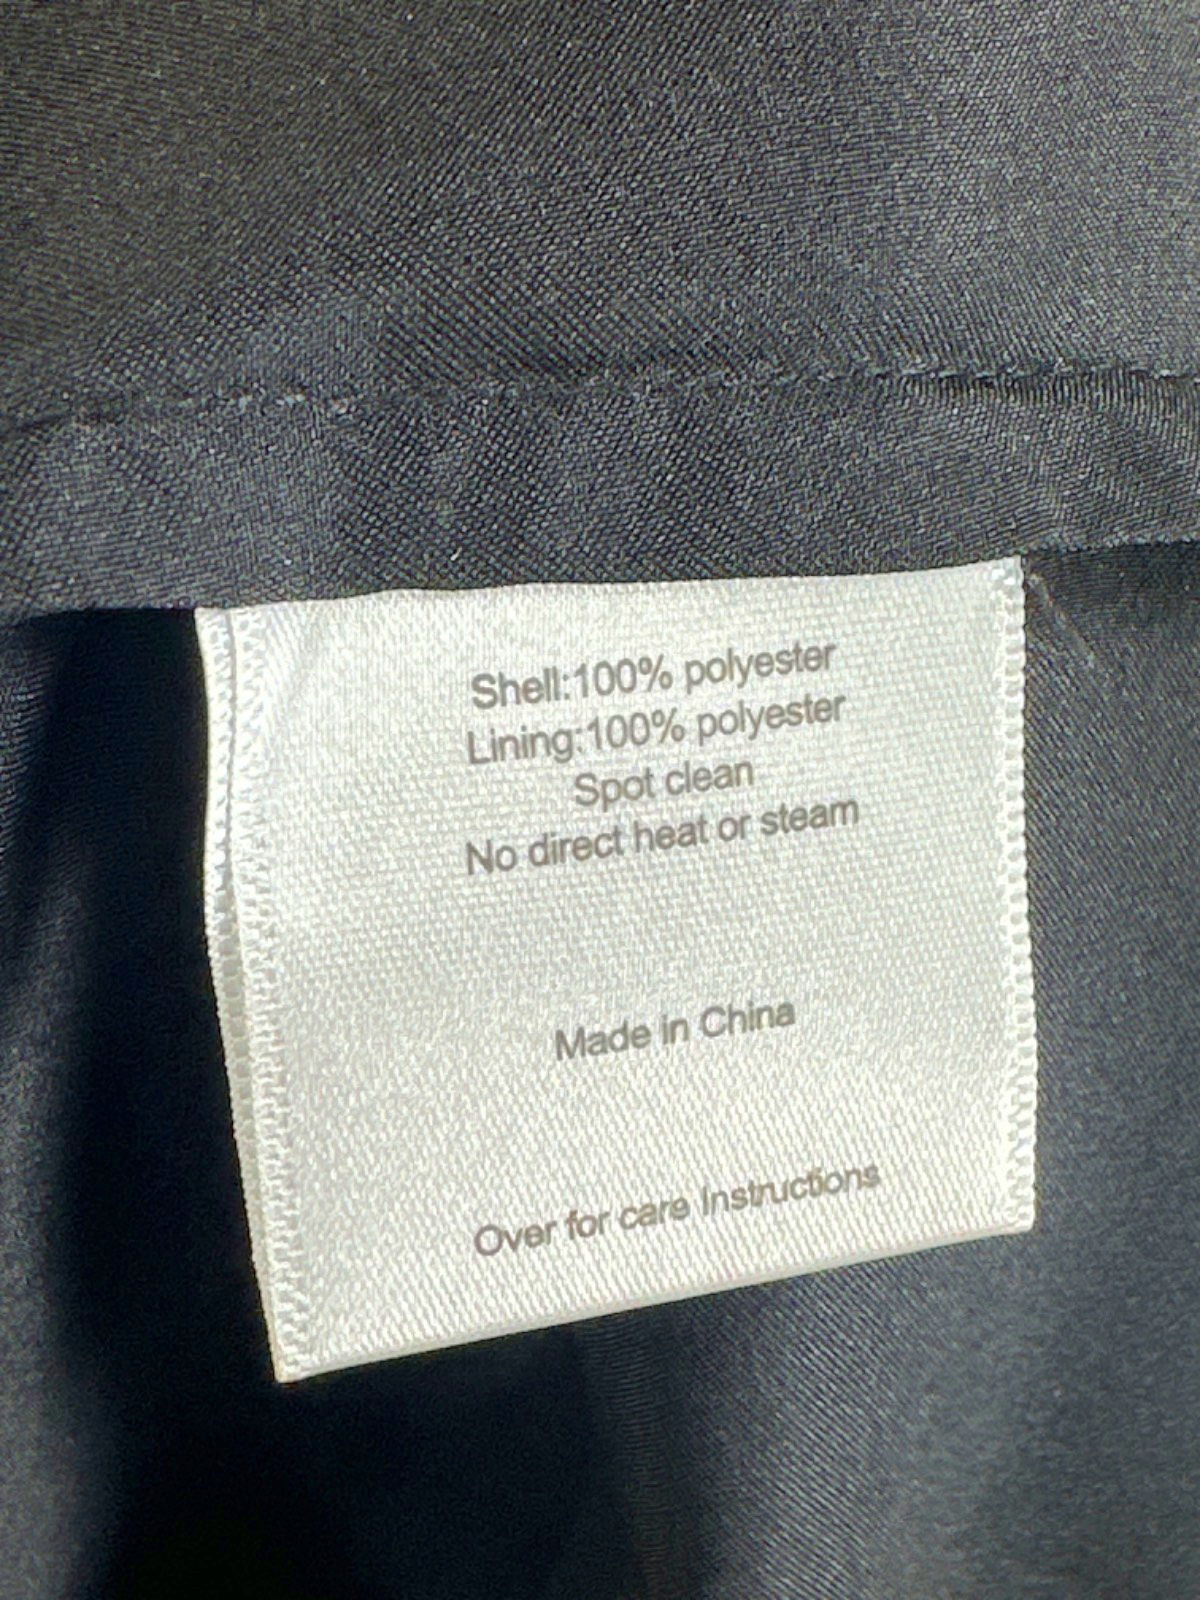 Shell:100% polyester
Lining:100% polyester
Spot clean
No direct heat or steam
Made in China
Over for care Instructions